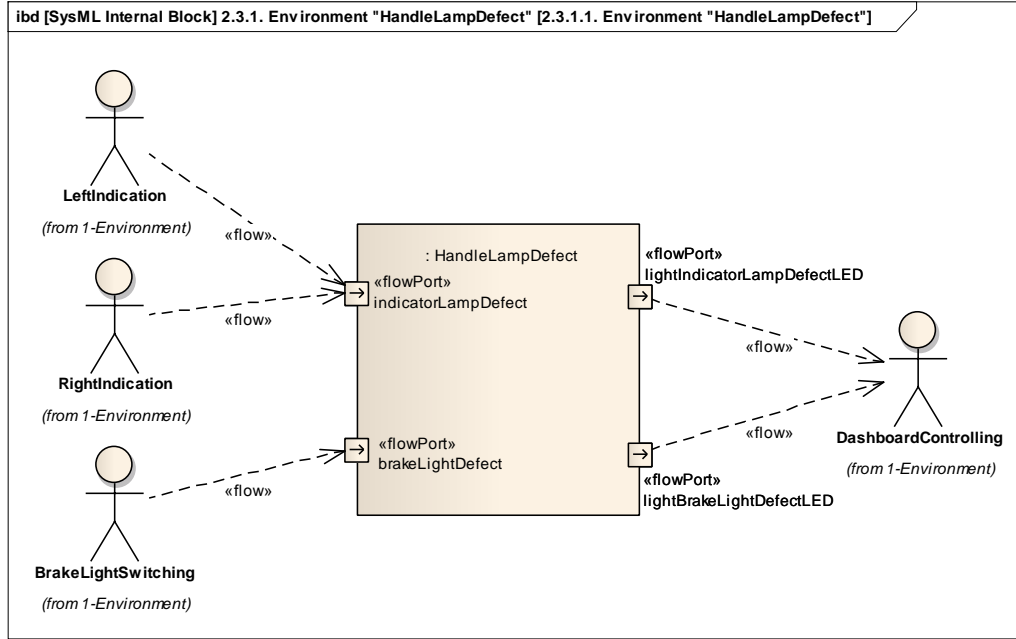 ibd [SysML Internal Block] 2.3.1. Environment "HandleLampDefect" [2.3.1.1. Environment "HandleLampDefect"]
LeftIndication
(from 1-Environment)
«flow»
RightIndication
(from 1-Environment)
«flow»
BrakeLightSwitching
(from 1-Environment)
«flow»
: HandleLampDefect
«flowPort»
indicatorLampDefect
«flowPort»
brakeLightDefect
«flowPort»
lightIndicatorLampDefectLED
«flow»
«flowPort»
lightBrakeLightDefectLED
«flow»
DashboardControlling
(from 1-Environment)